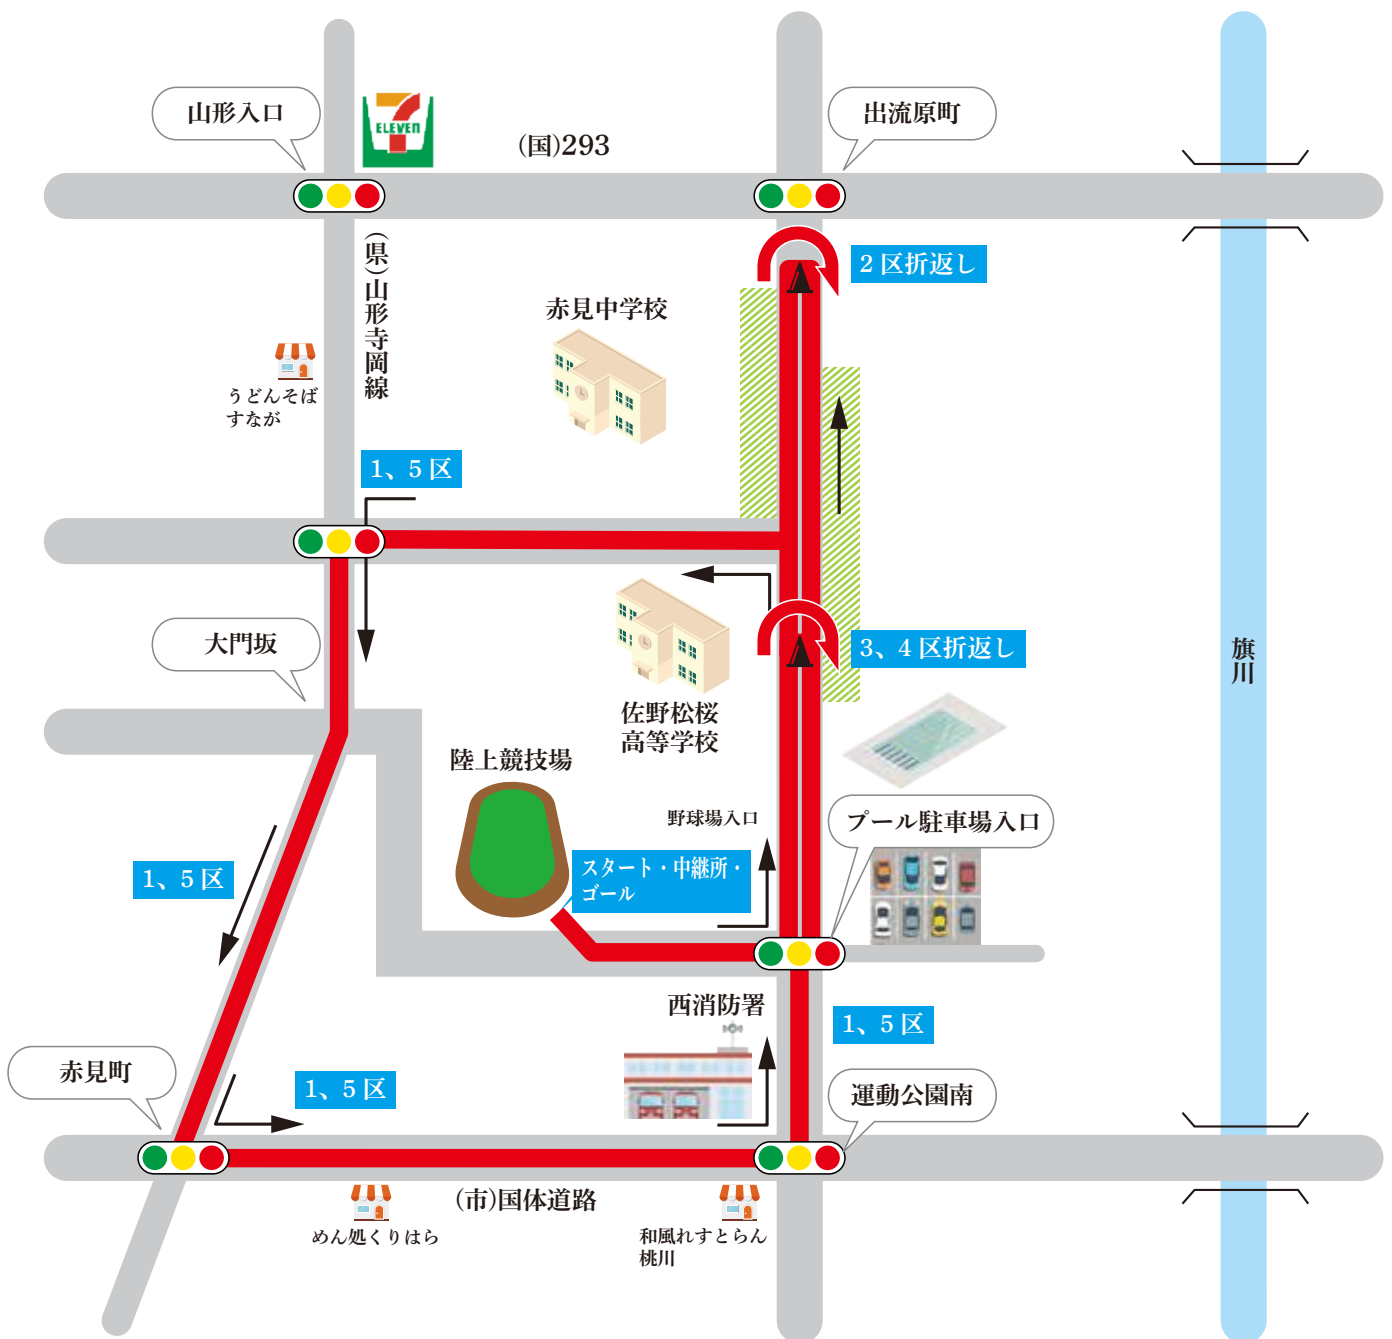 山形入口
ELEVEN
(国)293
出流原町
(県)山形寺岡線
2区折返し
赤見中学校
うどんそば
すなが
1、5区
大門坂
3、4区折返し
旗川
佐野松桜
高等学校
陸上競技場
野球場入口
プール駐車場入口
スタート・中継所・
ゴール
1、5区
西消防署
1、5区
赤見町
1、5区
運動公園南
(市)国体道路
めん処くりはら
和風れすとらん
桃川